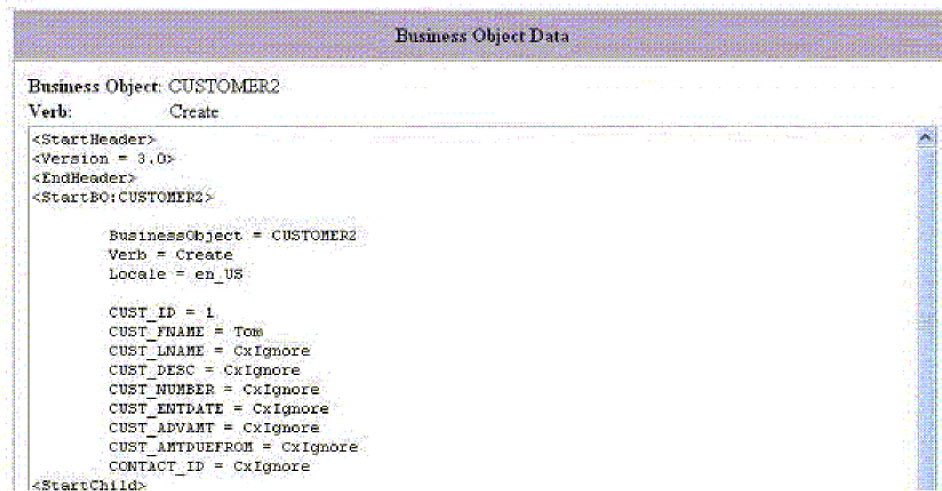 Business Object Data
Business Object: CUSTOMER2
Verb: Create
<StartHeader>
<Version = 3.0>
<EndHeader>
<StartBO:CUSTOMER2>
BusinessObject = CUSTOMER2
Verb = Create
Locale = en_US
CUST_ID = 1
CUST_FNAME = Tom
CUST_LNAME = CxIgnore
CUST_DESC = CxIgnore
CUST_NUMBER = CxIgnore
CUST_ENTDATE = CxIgnore
CUST_ADVAMT = CxIgnore
CUST_AMTDUEFROM = CxIgnore
CONTACT_ID = CxIgnore
<StartChild>